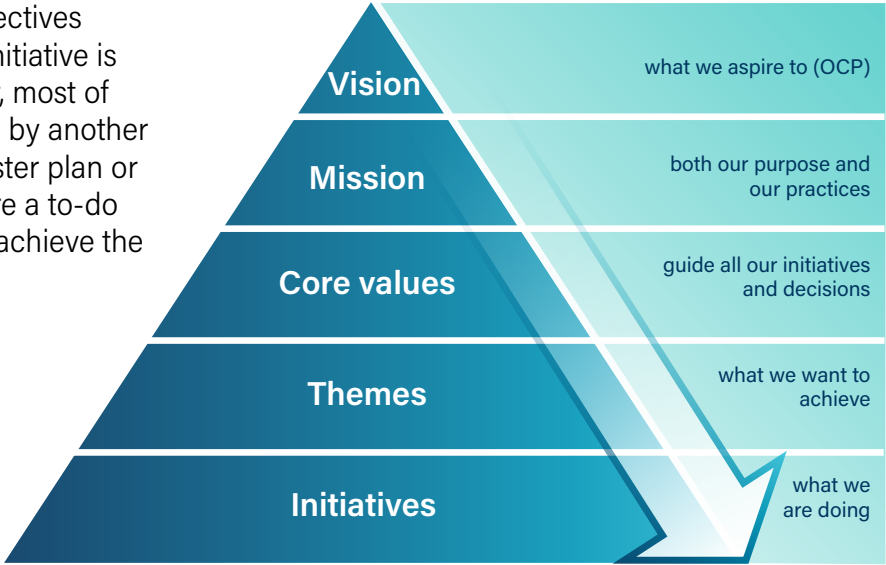 ectives
nitiative is
, most of
by another
ster plan or
e a to-do
achieve the
Vision
what we aspire to (OCP)
Mission
both our purpose and
our practices
Core values
guide all our initiatives
and decisions
Themes
what we want to
achieve
Initiatives
what we
are doing